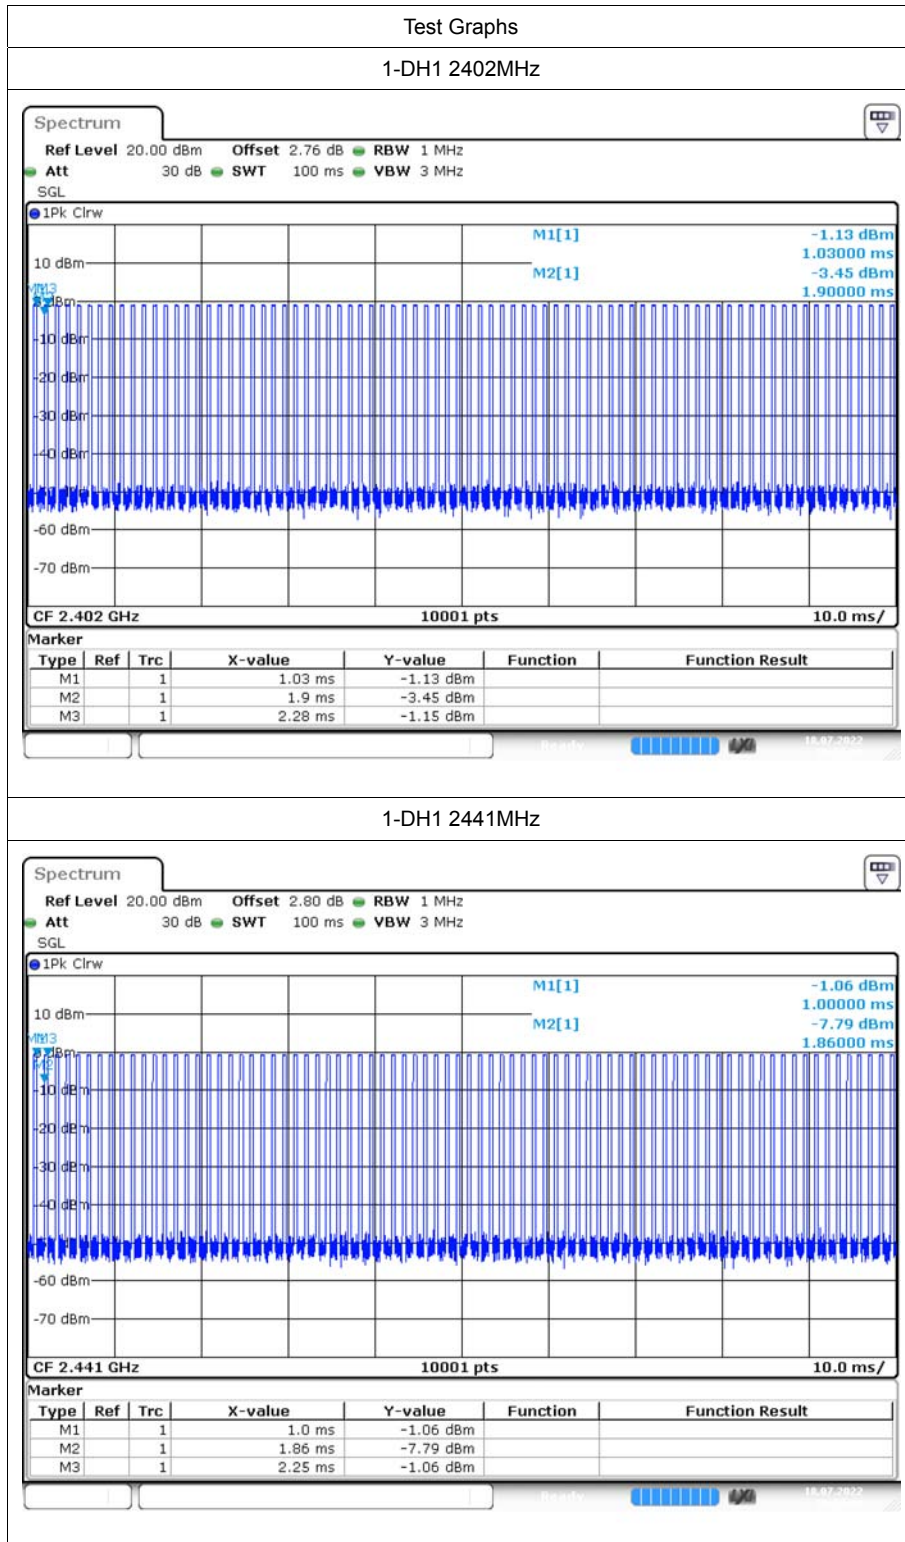 Test Graphs
1-DH1 2402MHz
Spectrum
Ref Level 20.00 dBm Offset 2.76 dB RBW 1 MHz
Att 30 dB SWT 100 ms VBW 3 MHz
SGL
1Pk Clrw
M1[1] -1.13 dBm
1.03000 ms
10 dBm
M2[1] -3.45 dBm
1.90000 ms
-10 dBm
-20 dBm
-30 dBm
-40 dBm
-60 dBm
-70 dBm
CF 2.402 GHz 10001 pts 10.0 ms/
Marker
Type Ref Trc X-value Y-value Function Function Result
M1 1 1.03 ms -1.13 dBm
M2 1 1.9 ms -3.45 dBm
M3 1 2.28 ms -1.15 dBm
Ready 18.07.2022
1-DH1 2441MHz
Spectrum
Ref Level 20.00 dBm Offset 2.80 dB RBW 1 MHz
Att 30 dB SWT 100 ms VBW 3 MHz
SGL
1Pk Clrw
M1[1] -1.06 dBm
1.00000 ms
10 dBm
M2[1] -7.79 dBm
1.86000 ms
M2
-10 dBm
-20 dBm
-30 dBm
-40 dBm
-60 dBm
-70 dBm
CF 2.441 GHz 10001 pts 10.0 ms/
Marker
Type Ref Trc X-value Y-value Function Function Result
M1 1 1.0 ms -1.06 dBm
M2 1 1.86 ms -7.79 dBm
M3 1 2.25 ms -1.06 dBm
Ready 18.07.2022